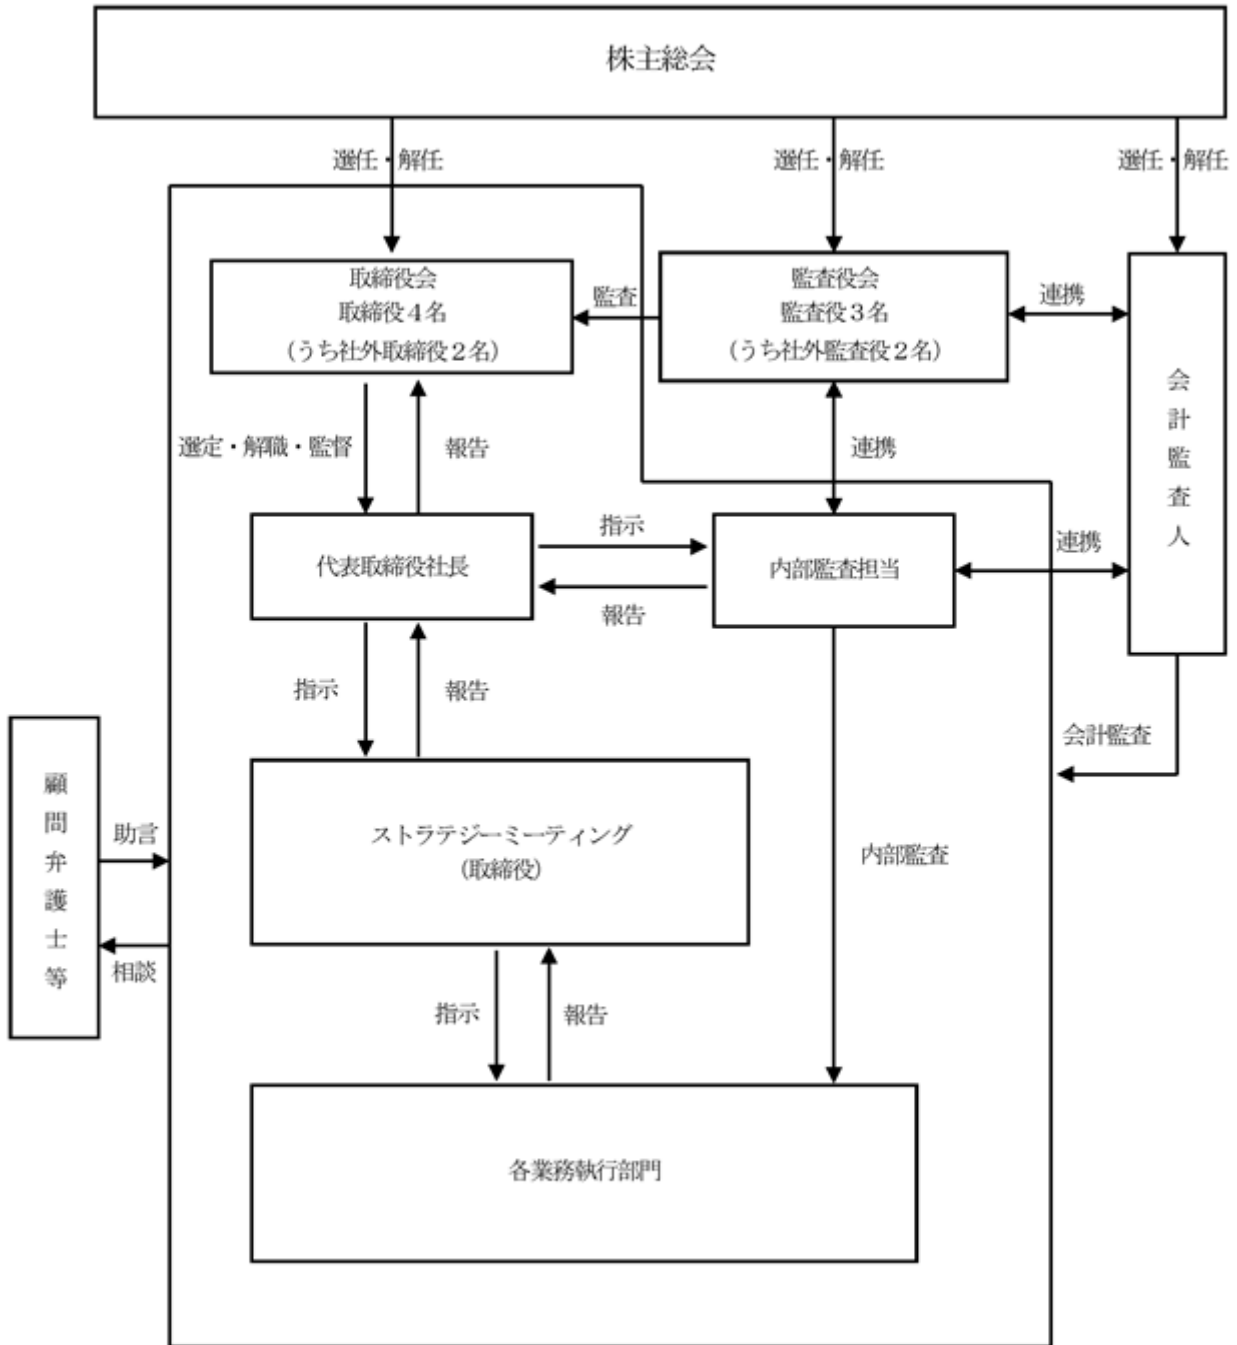 株主総会
選任・解任
選任・解任
選任・解任
取締役会
取締役4名
(うち社外取締役2名)
監査
監査役会
監査役3名
(うち社外監査役2名)
連携
会計監査人
選定・解職・監督
報告
連携
代表取締役社長
指示
報告
内部監査担当
連携
指示
報告
会計監査
顧問弁護士等
助言
相談
ストラテジーミーティング
(取締役)
内部監査
指示
報告
各業務執行部門